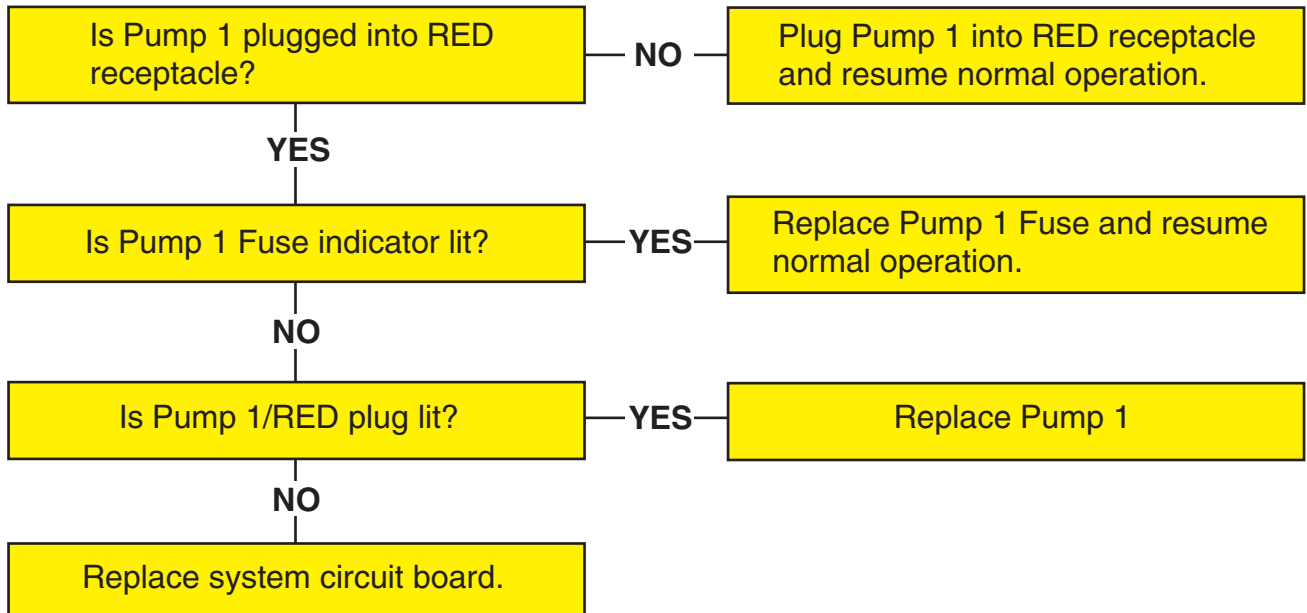 Is Pump 1 plugged into RED
receptacle?
NO
Plug Pump 1 into RED receptacle
and resume normal operation.
YES
Is Pump 1 Fuse indicator lit?
YES
Replace Pump 1 Fuse and resume
normal operation.
NO
Is Pump 1/RED plug lit?
YES
Replace Pump 1
NO
Replace system circuit board.